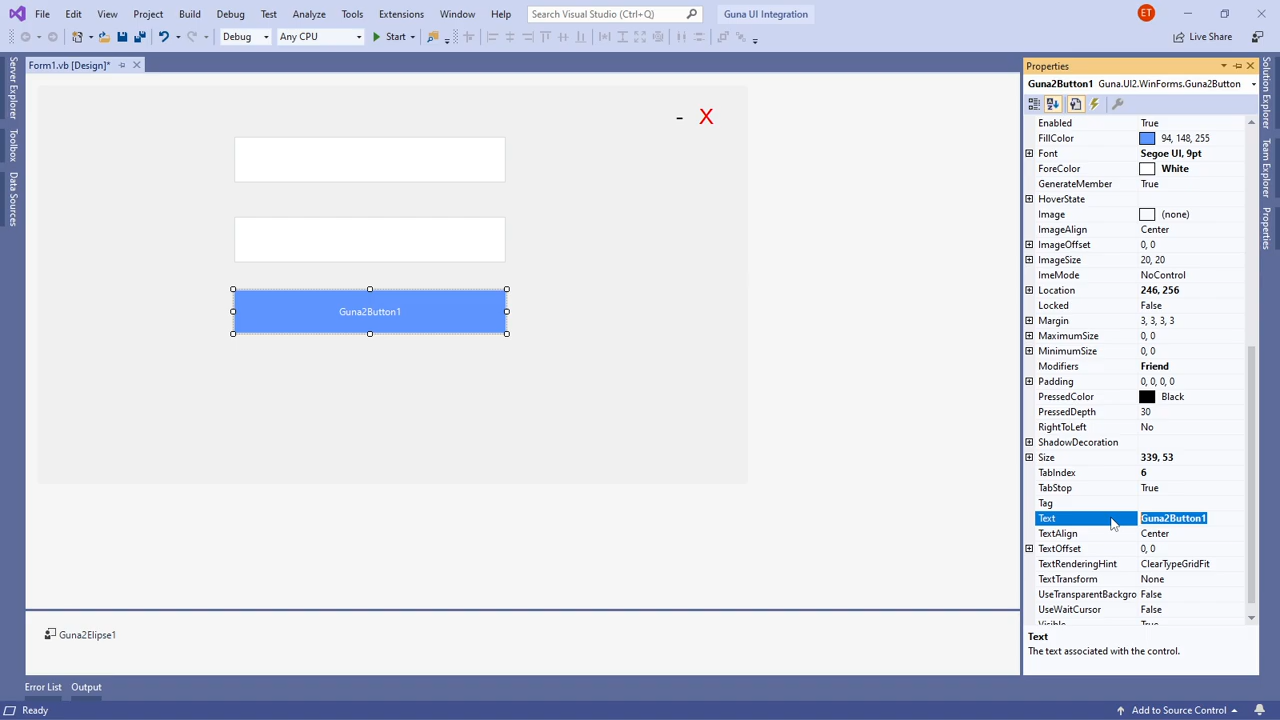 File Edit View Project Build Debug Test Analyze Tools Extensions Window Help Search Visual Studio (Ctrl+Q) Guna UI Integration ET
Debug Any CPU Start Live Share
Form1.vb [Design]*
Server Explorer
Toolbox
Data Sources
- X
Guna2Button1
Guna2Elipse1
Properties
Guna2Button1 Guna.UI2.WinForms.Guna2Button
Enabled True
FillColor 94, 148, 255
Font Segoe UI, 9pt
ForeColor White
GenerateMember True
HoverState
Image (none)
ImageAlign Center
ImageOffset 0, 0
ImageSize 20, 20
ImeMode NoControl
Location 246, 256
Locked False
Margin 3, 3, 3, 3
MaximumSize 0, 0
MinimumSize 0, 0
Modifiers Friend
Padding 0, 0, 0, 0
PressedColor Black
PressedDepth 30
RightToLeft No
ShadowDecoration
Size 339, 53
TabIndex 6
TabStop True
Tag
Text Guna2Button1
TextAlign Center
TextOffset 0, 0
TextRenderingHint ClearTypeGridFit
TextTransform None
UseTransparentBackgro False
UseWaitCursor False
Visible True
Text
The text associated with the control.
Solution Explorer
Team Explorer
Properties
Error List Output
Ready Add to Source Control